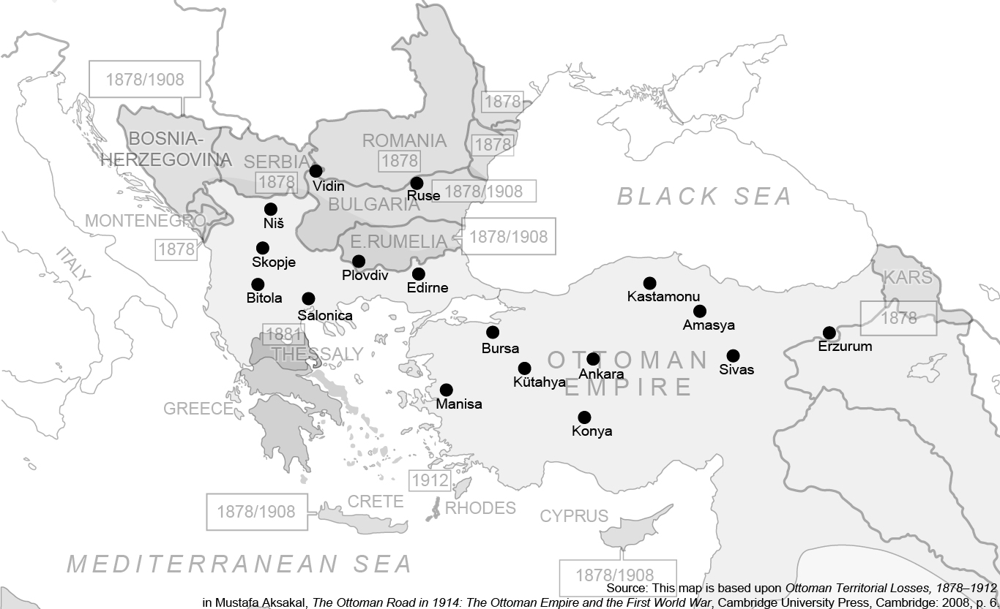 1878/1908
1878
BOSNIA-
HERZEGOVINA
ROMANIA
1878
1878
SERBIA
1878
Vidin
Ruse
1878/1908
BULGARIA
BLACK SEA
MONTENEGRO
1878
Niš
E.RUMELIA
1878/1908
ITALY
Skopje
Plovdiv
Edirne
KARS
1878
Bitola
Salonica
Kastamonu
Amasya
1881
THESSALY
Bursa
Erzurum
OTTOMAN
EMPIRE
Kütahya
Ankara
Sivas
GREECE
Manisa
Konya
1912
CRETE
RHODES
1878/1908
CYPRUS
1878/1908
MEDITERRANEAN SEA
Source: This map is based upon Ottoman Territorial Losses, 1878–1912
in Mustafa Aksakal, The Ottoman Road in 1914: The Ottoman Empire and the First World War, Cambridge University Press, Cambridge: 2008, p. 6